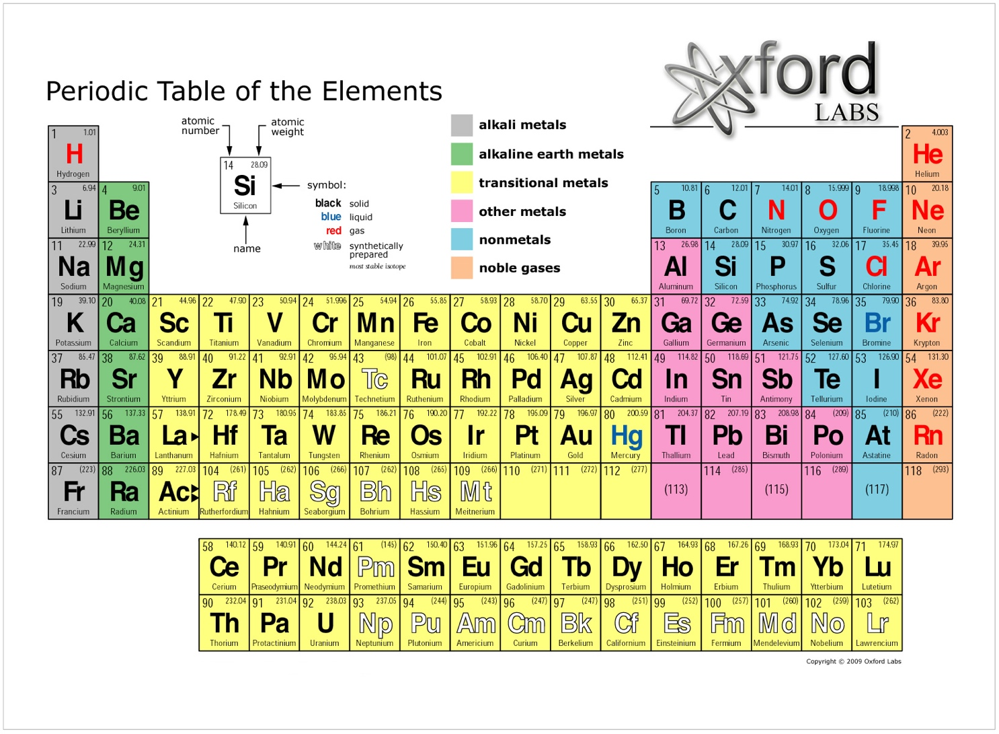 Oxford
LABS
Periodic Table of the Elements
atomic number
atomic weight
14 28.09
Si
Silicon
name
symbol:
black solid
blue liquid
red gas
white synthetically prepared
most stable isotope
alkali metals
alkaline earth metals
transitional metals
other metals
nonmetals
noble gases
1 1.01 2 4.003
H He
Hydrogen Helium
3 6.94 4 9.01 5 10.81 6 12.01 7 14.01 8 15.999 9 18.998 10 20.18
Li Be B C N O F Ne
Lithium Beryllium Boron Carbon Nitrogen Oxygen Fluorine Neon
11 22.99 12 24.31 13 26.98 14 28.09 15 30.97 16 32.06 17 35.45 18 39.95
Na Mg Al Si P S Cl Ar
Sodium Magnesium Aluminum Silicon Phosphorus Sulfur Chlorine Argon
19 39.10 20 40.08 21 44.96 22 47.90 23 50.94 24 51.996 25 54.94 26 55.85 27 58.93 28 58.70 29 63.55 30 65.37 31 69.72 32 72.59 33 74.92 34 78.96 35 79.90 36 83.80
K Ca Sc Ti V Cr Mn Fe Co Ni Cu Zn Ga Ge As Se Br Kr
Potassium Calcium Scandium Titanium Vanadium Chromium Manganese Iron Cobalt Nickel Copper Zinc Gallium Germanium Arsenic Selenium Bromine Krypton
37 85.47 38 87.62 39 88.91 40 91.22 41 92.91 42 95.94 43 (98) 44 101.07 45 102.91 46 106.40 47 107.87 48 112.41 49 114.82 50 118.69 51 121.75 52 127.60 53 126.90 54 131.30
Rb Sr Y Zr Nb Mo Tc Ru Rh Pd Ag Cd In Sn Sb Te I Xe
Rubidium Strontium Yttrium Zirconium Niobium Molybdenum Technetium Ruthenium Rhodium Palladium Silver Cadmium Indium Tin Antimony Tellurium Iodine Xenon
55 132.91 56 137.33 57 138.91 72 178.49 73 180.95 74 183.85 75 186.21 76 190.20 77 192.22 78 195.09 79 196.97 80 200.59 81 204.37 82 207.19 83 208.98 84 (209) 85 (210) 86 (222)
Cs Ba La Hf Ta W Re Os Ir Pt Au Hg Tl Pb Bi Po At Rn
Cesium Barium Lanthanum Hafnium Tantalum Tungsten Rhenium Osmium Iridium Platinum Gold Mercury Thallium Lead Bismuth Polonium Astatine Radon
87 (223) 88 226.03 89 227.03 104 (261) 105 (262) 106 (266) 107 (262) 108 (265) 109 (266) 110 (271) 111 (272) 112 (277) 114 (285) 116 (289) 118 (293)
Fr Ra Ac Rf Ha Sg Bh Hs Mt (113) (115) (117)
Francium Radium Actinium Rutherfordium Hahnium Seaborgium Bohrium Hassium Meitnerium
58 140.12 59 140.91 60 144.24 61 (145) 62 150.40 63 151.96 64 157.25 65 158.93 66 162.50 67 164.93 68 167.26 69 168.93 70 173.04 71 174.97
Ce Pr Nd Pm Sm Eu Gd Tb Dy Ho Er Tm Yb Lu
Cerium Praseodymium Neodymium Promethium Samarium Europium Gadolinium Terbium Dysprosium Holmium Erbium Thulium Ytterbium Lutetium
90 232.04 91 231.04 92 238.03 93 237.05 94 (244) 95 (243) 96 (247) 97 (247) 98 (251) 99 (252) 100 (257) 101 (260) 102 (259) 103 (262)
Th Pa U Np Pu Am Cm Bk Cf Es Fm Md No Lr
Thorium Protactinium Uranium Neptunium Plutonium Americium Curium Berkelium Californium Einsteinium Fermium Mendelevium Nobelium Lawrencium
Copyright © 2009 Oxford Labs